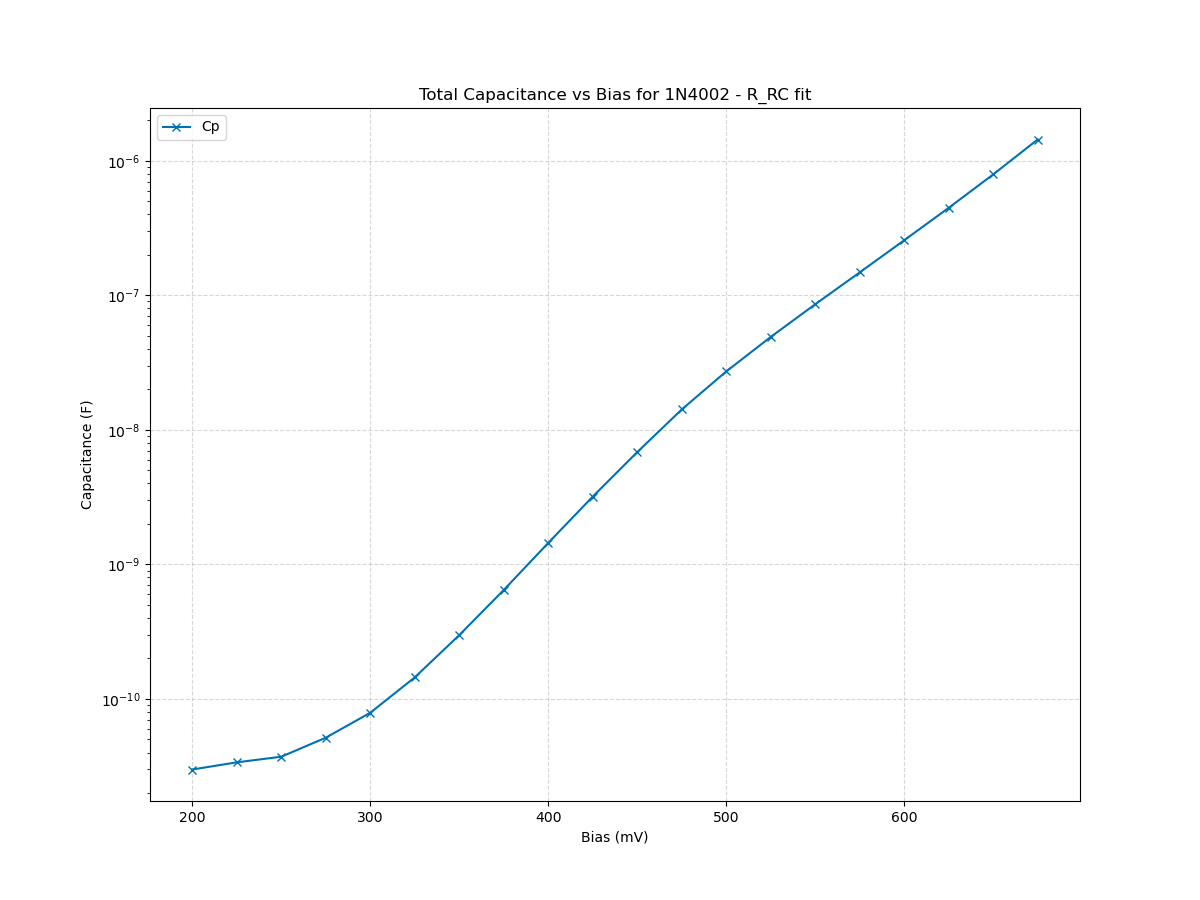 Total Capacitance vs Bias for 1N4002 - R_RC fit
Cp
10⁻⁶
10⁻⁷
10⁻⁸
10⁻⁹
10⁻¹⁰
Capacitance (F)
200 300 400 500 600
Bias (mV)